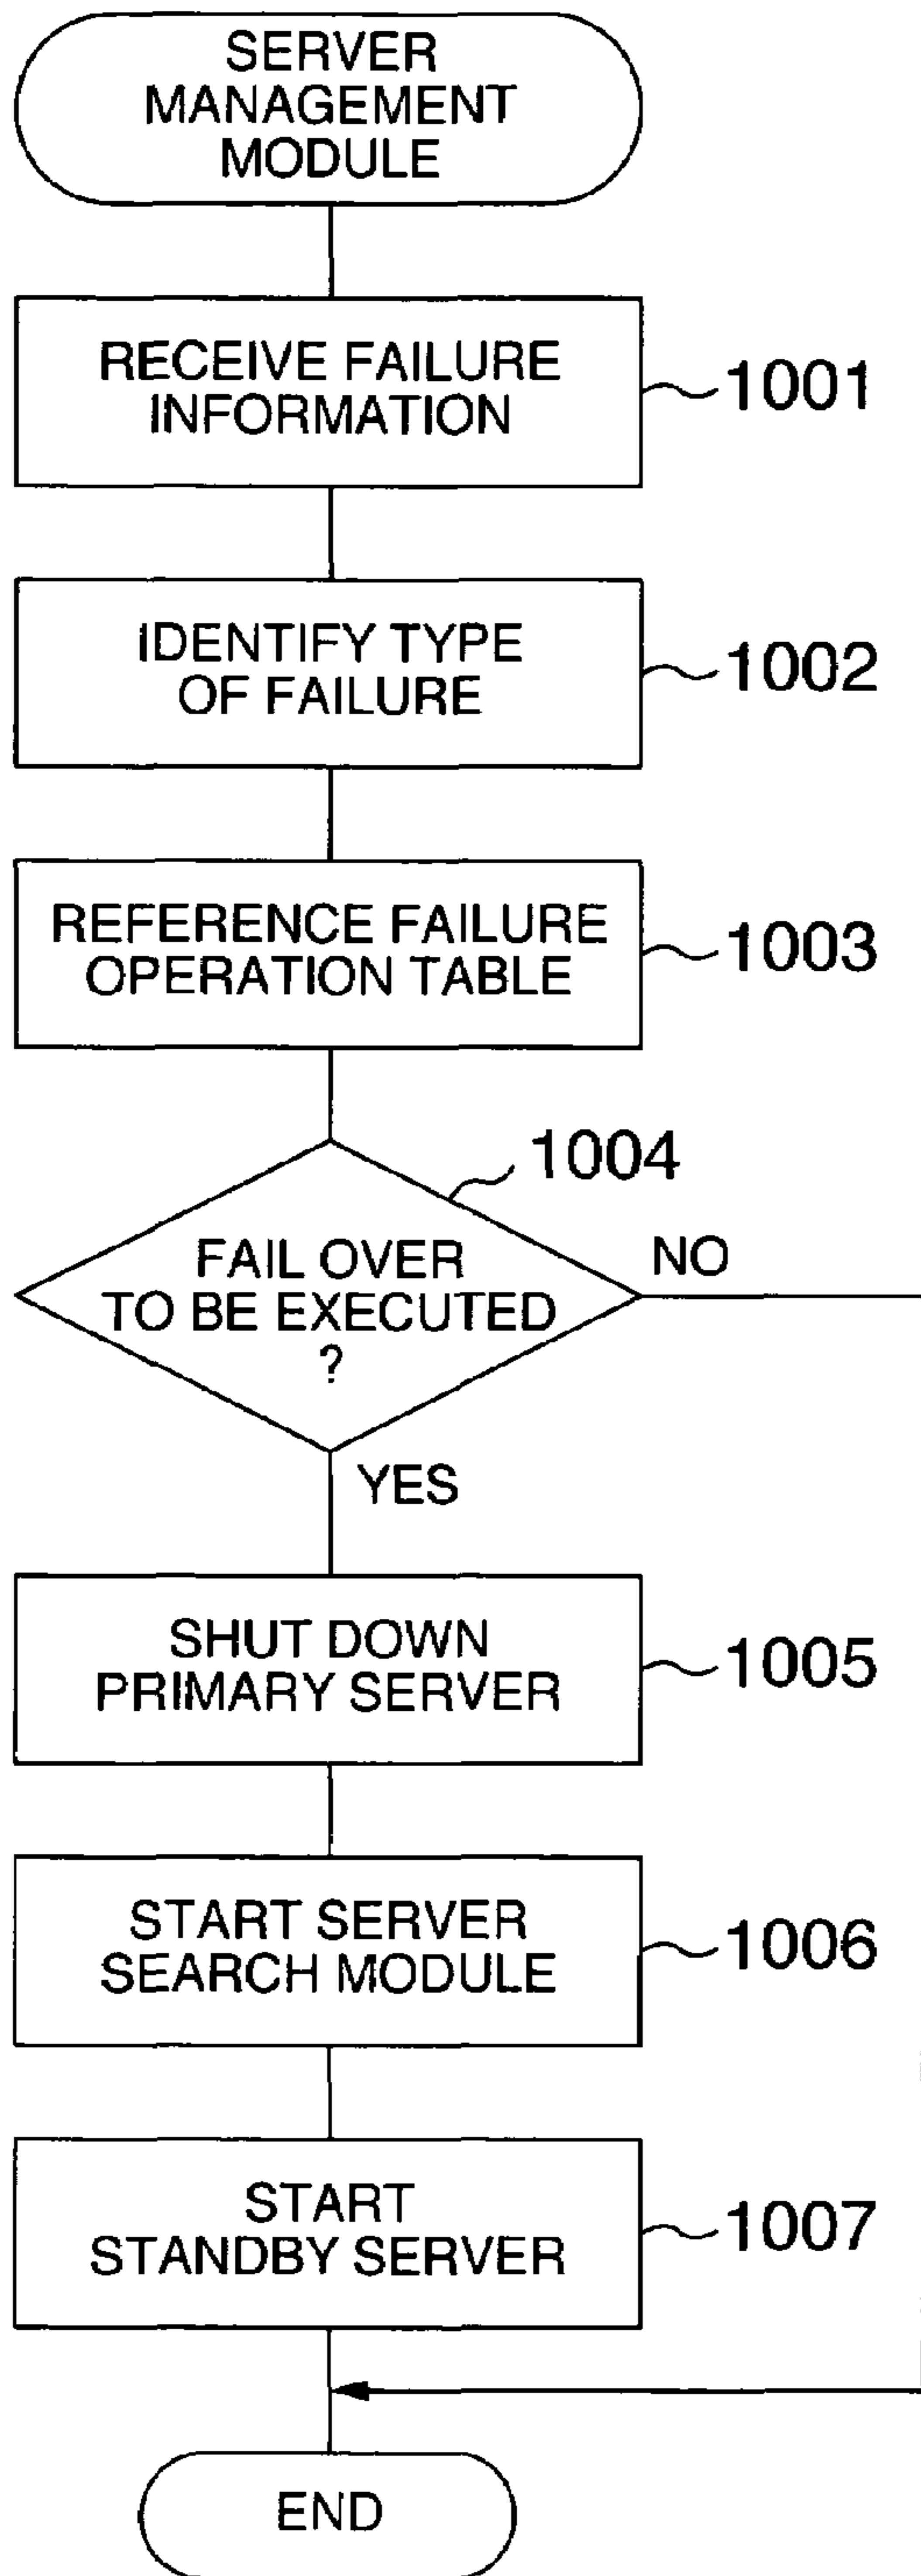 SERVER
MANAGEMENT
MODULE
RECEIVE FAILURE
INFORMATION
1001
IDENTIFY TYPE
OF FAILURE
1002
REFERENCE FAILURE
OPERATION TABLE
1003
1004
FAIL OVER
TO BE EXECUTED
?
NO
YES
SHUT DOWN
PRIMARY SERVER
1005
START SERVER
SEARCH MODULE
1006
START
STANDBY SERVER
1007
END